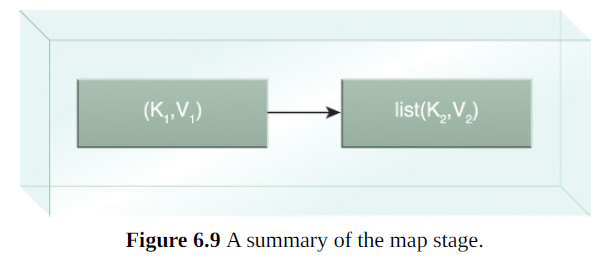 (K₁,V₁)
list(K₂,V₂)
Figure 6.9 A summary of the map stage.